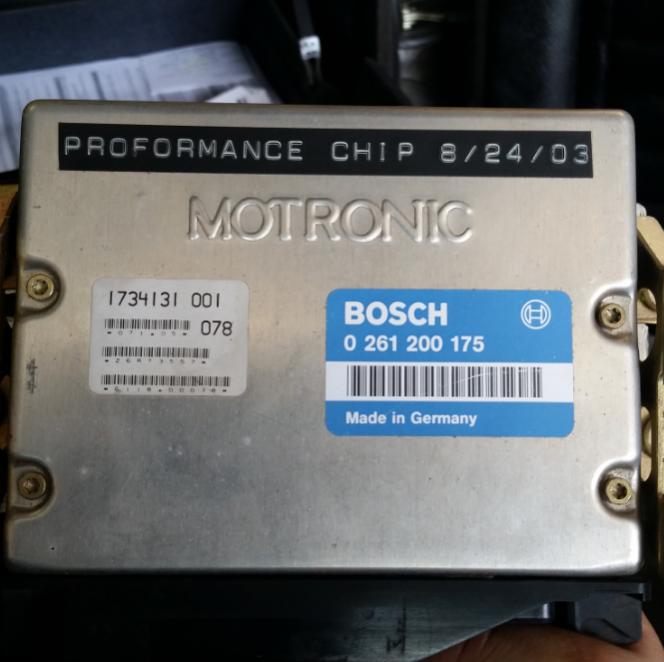 PROFORMANCE CHIP 8/24/03
MOTRONIC
1734131 001
078
BOSCH
0 261 200 175
Made in Germany